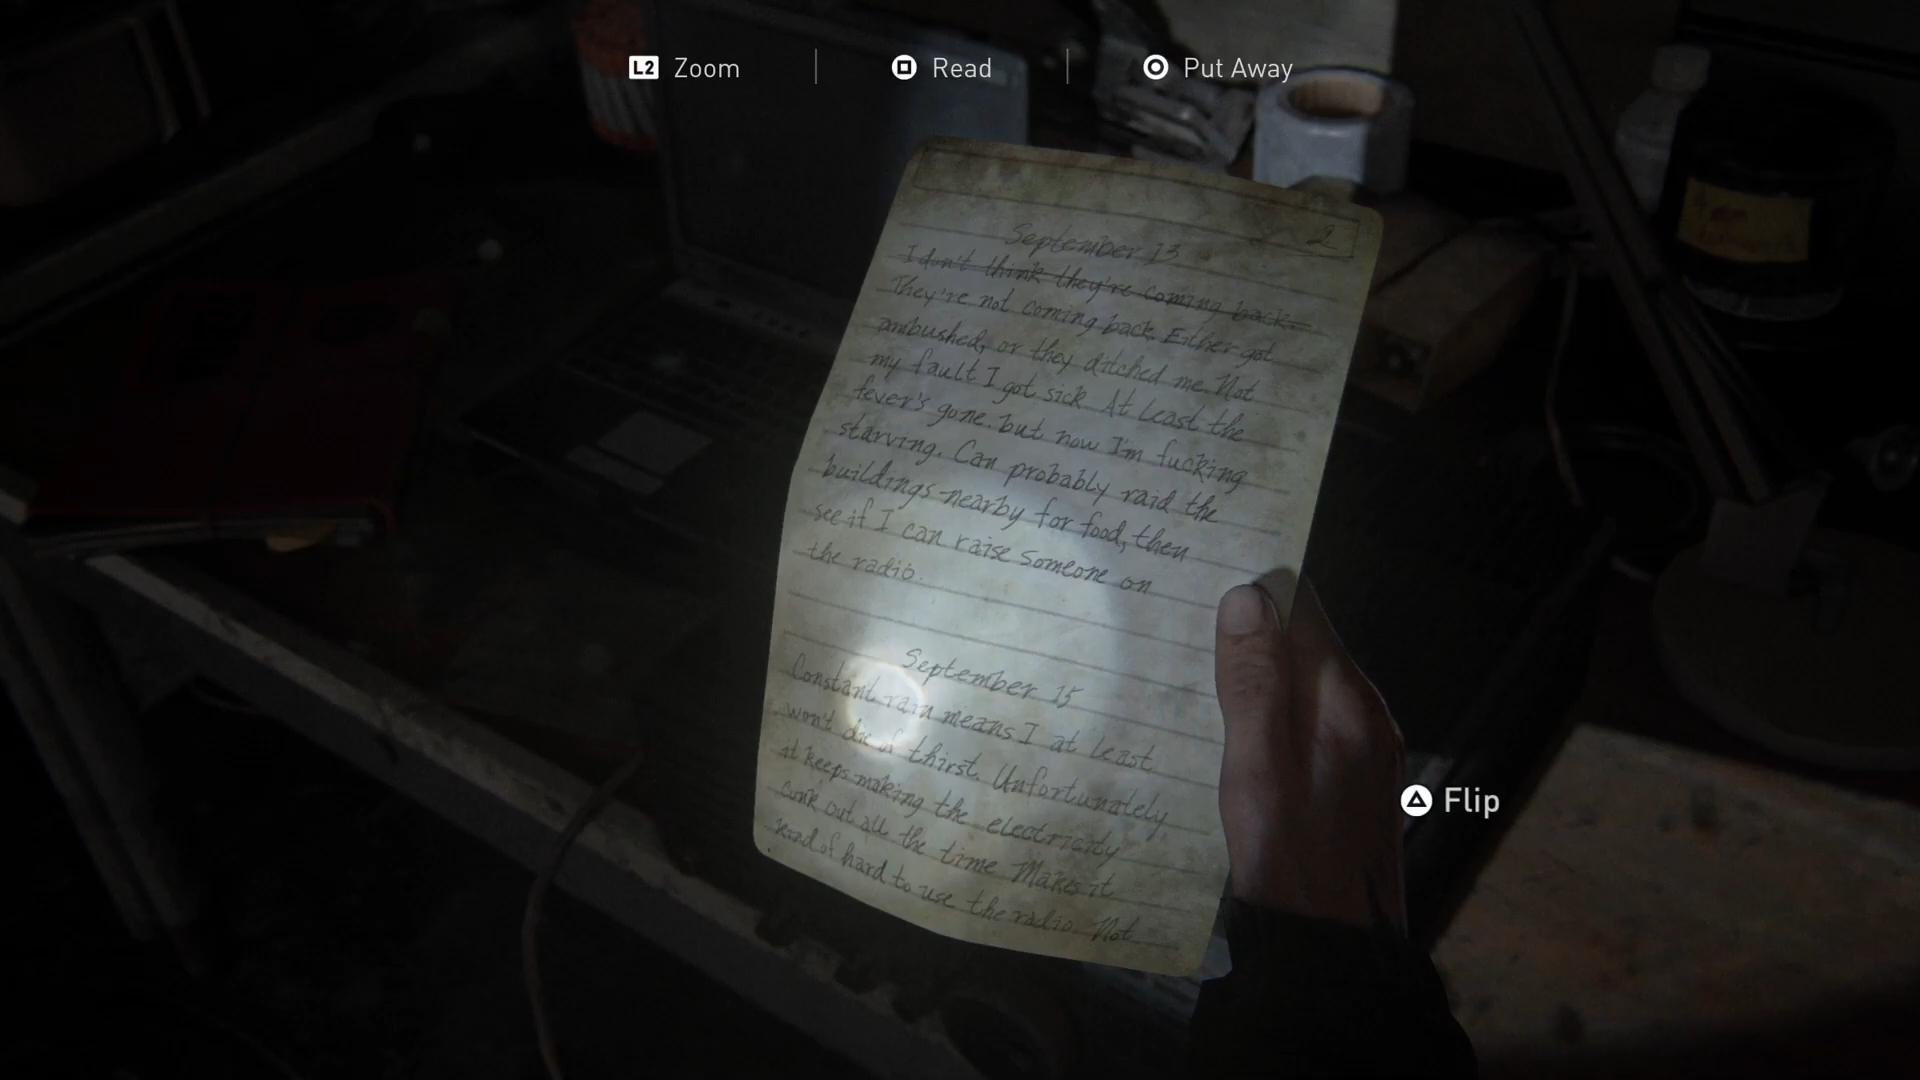 L2 Zoom Read Put Away
2
September 13
I don't think they're coming back.
They're not coming back. Either got
ambushed, or they ditched me. Not
my fault I got sick. At least the
fever's gone. but now I'm fucking
starving. Can probably raid the
buildings nearby for food, then
see if I can raise someone on
the radio.
September 15
Constant rain means I at least
won't die of thirst. Unfortunately,
it keeps making the electricity
conk out all the time. Makes it
kind of hard to use the radio. Not
Flip